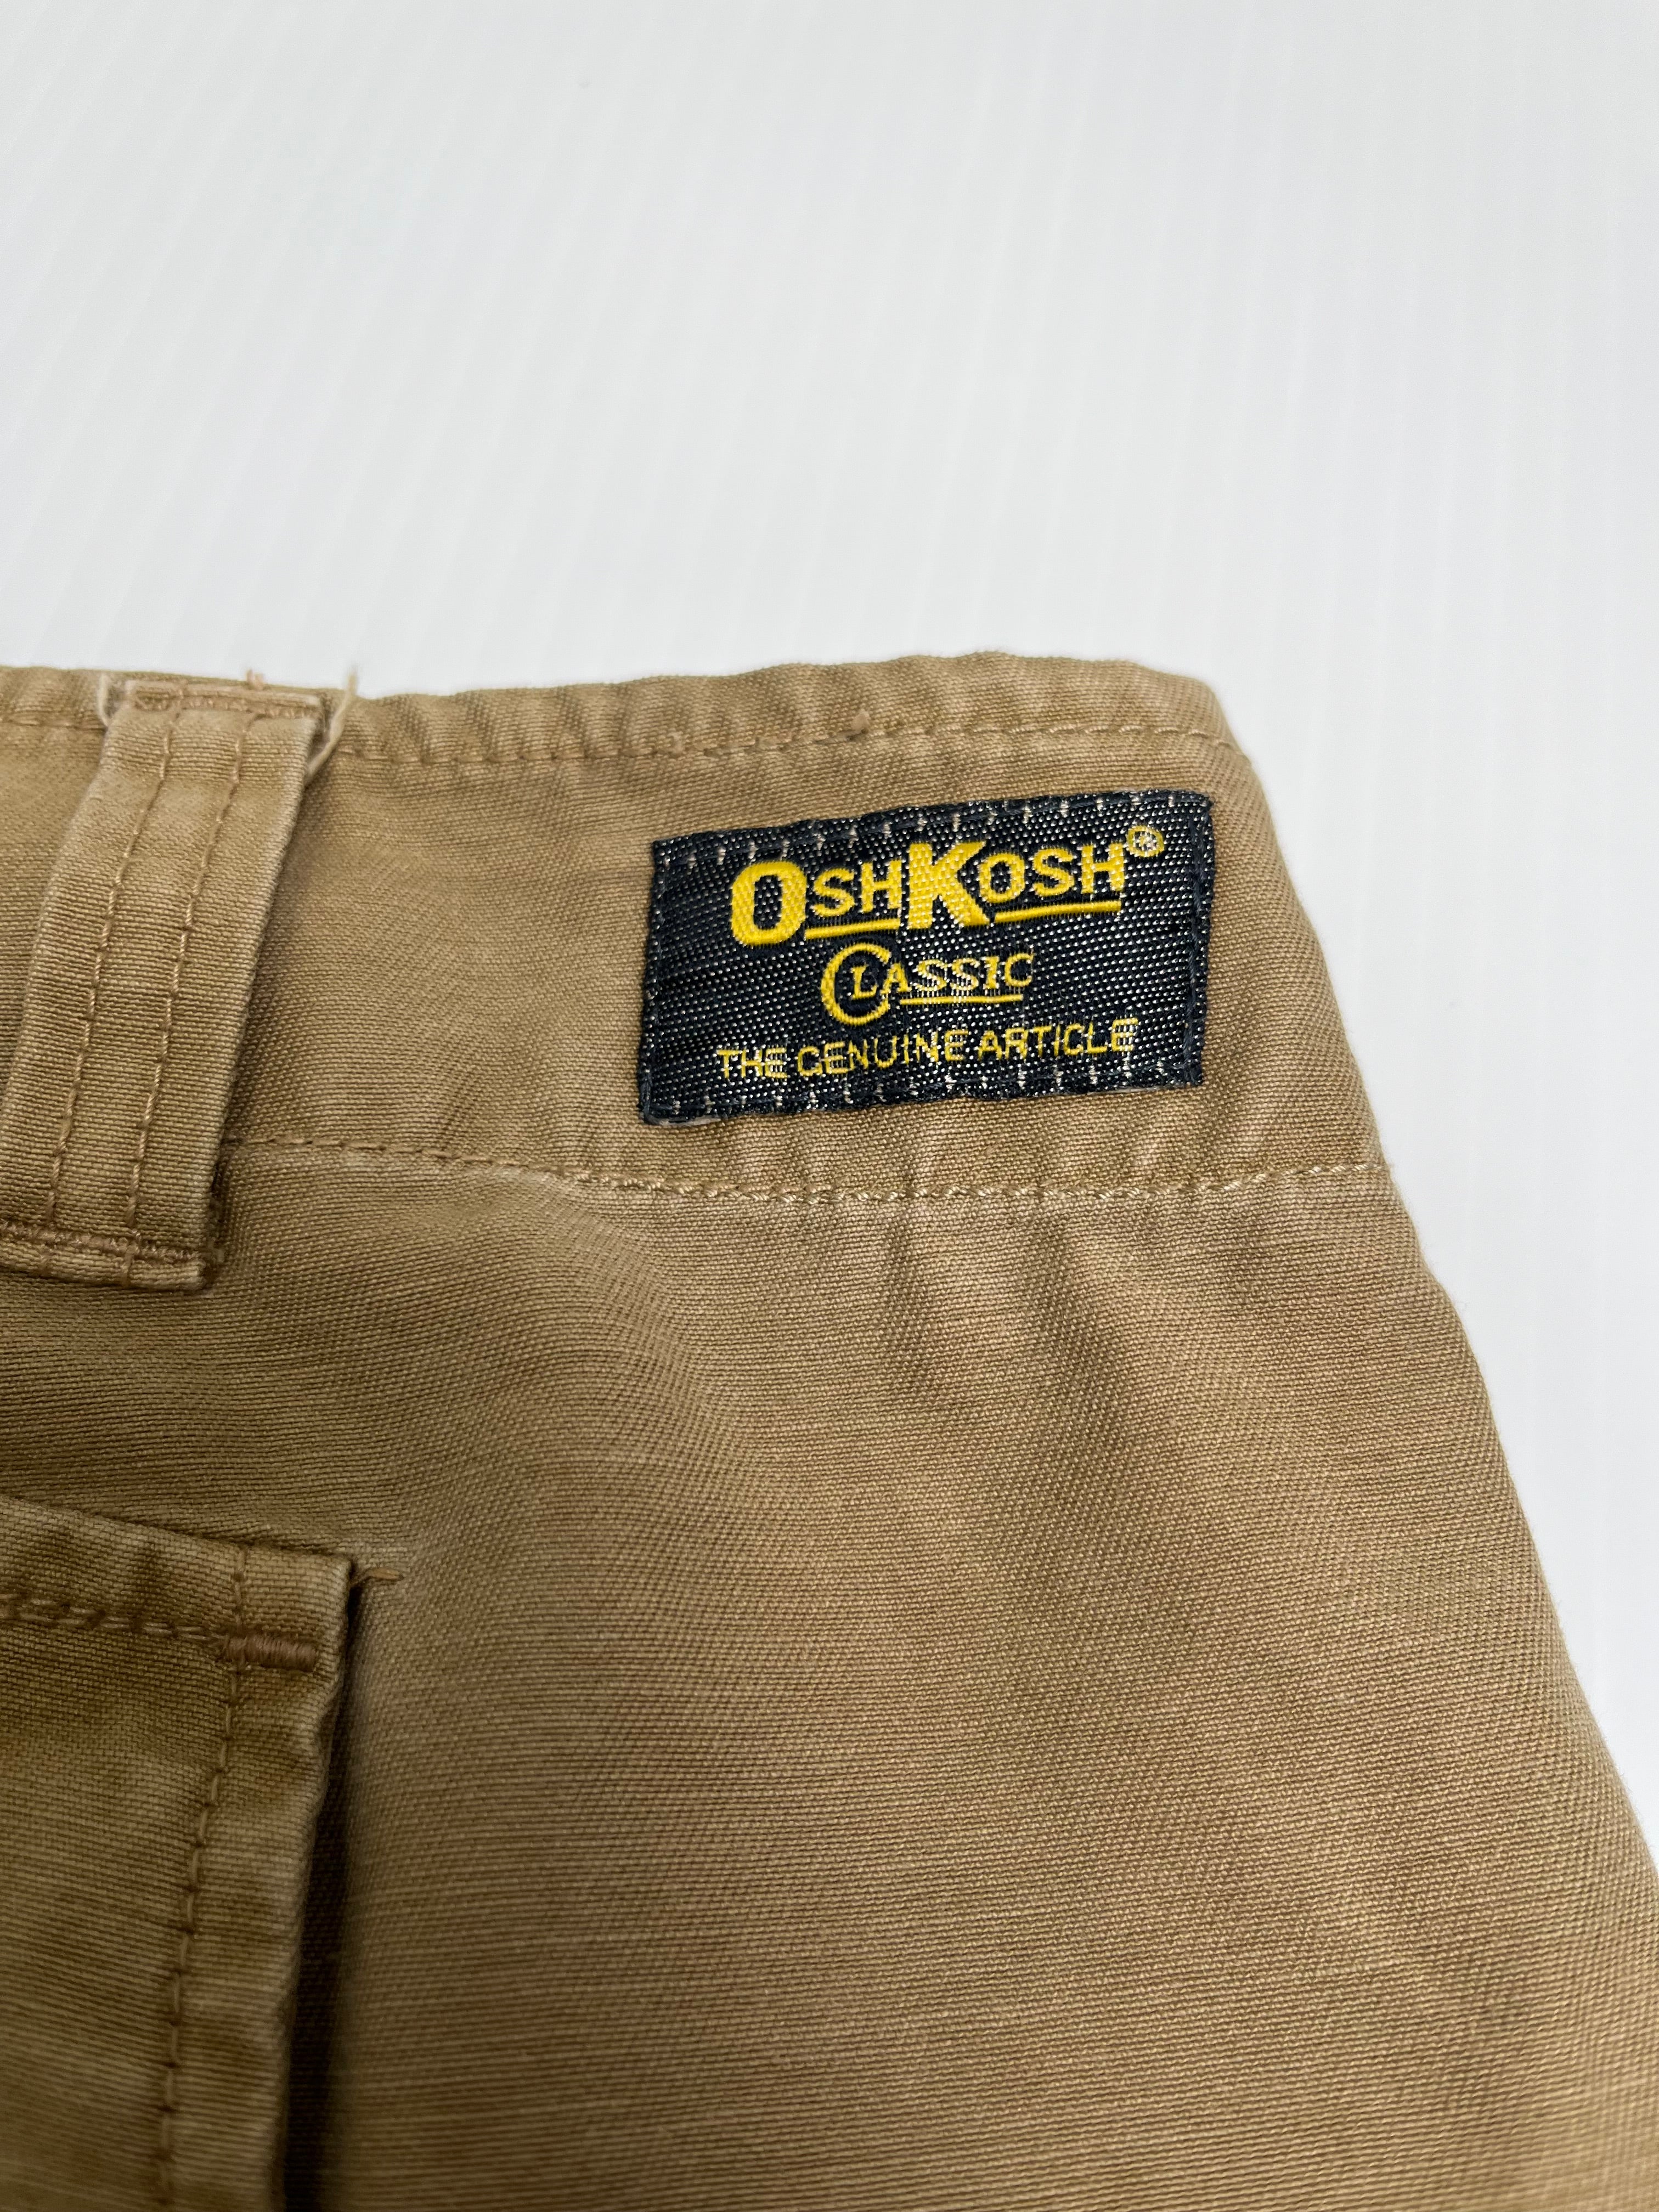 OSHKOSH®
CLASSIC
THE GENUINE ARTICLE